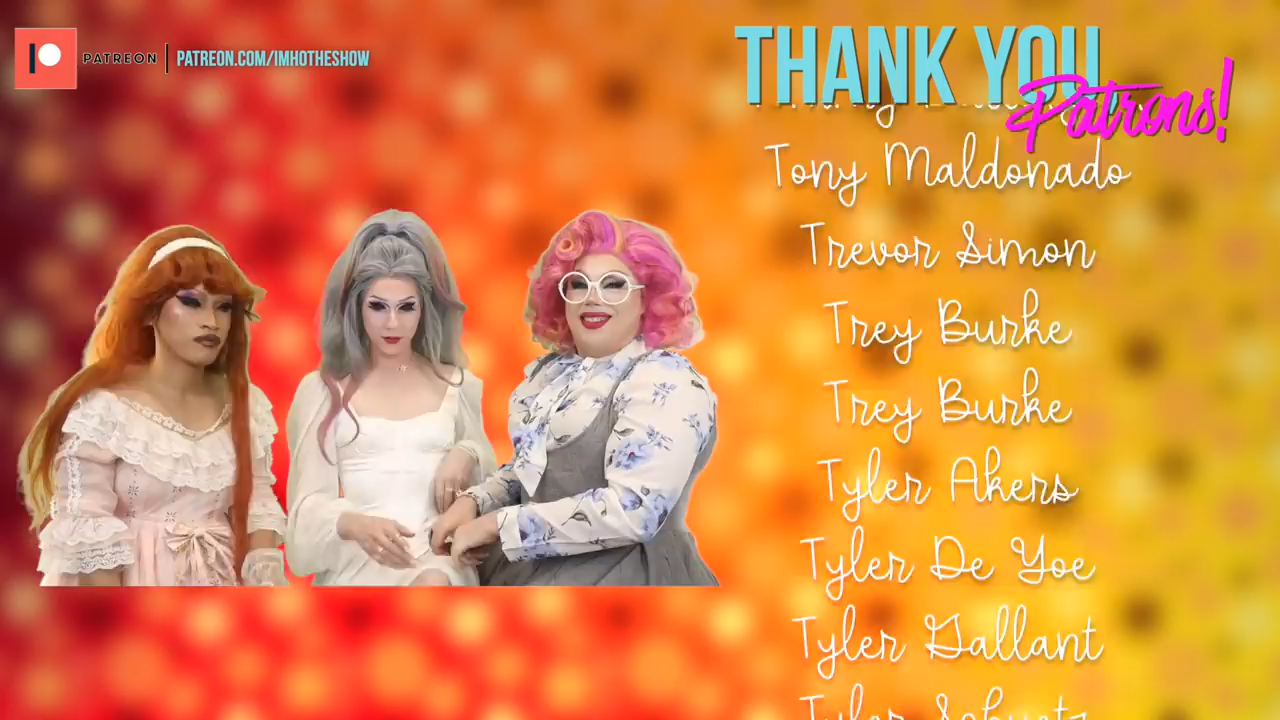 PATREON
PATREON.COM/IMHOTHESHOW
THANK YOU
Patrons!
Tony Maldonado
Trevor Simon
Trey Burke
Trey Burke
Tyler Akers
Tyler De Yoe
Tyler Gallant
Tyler